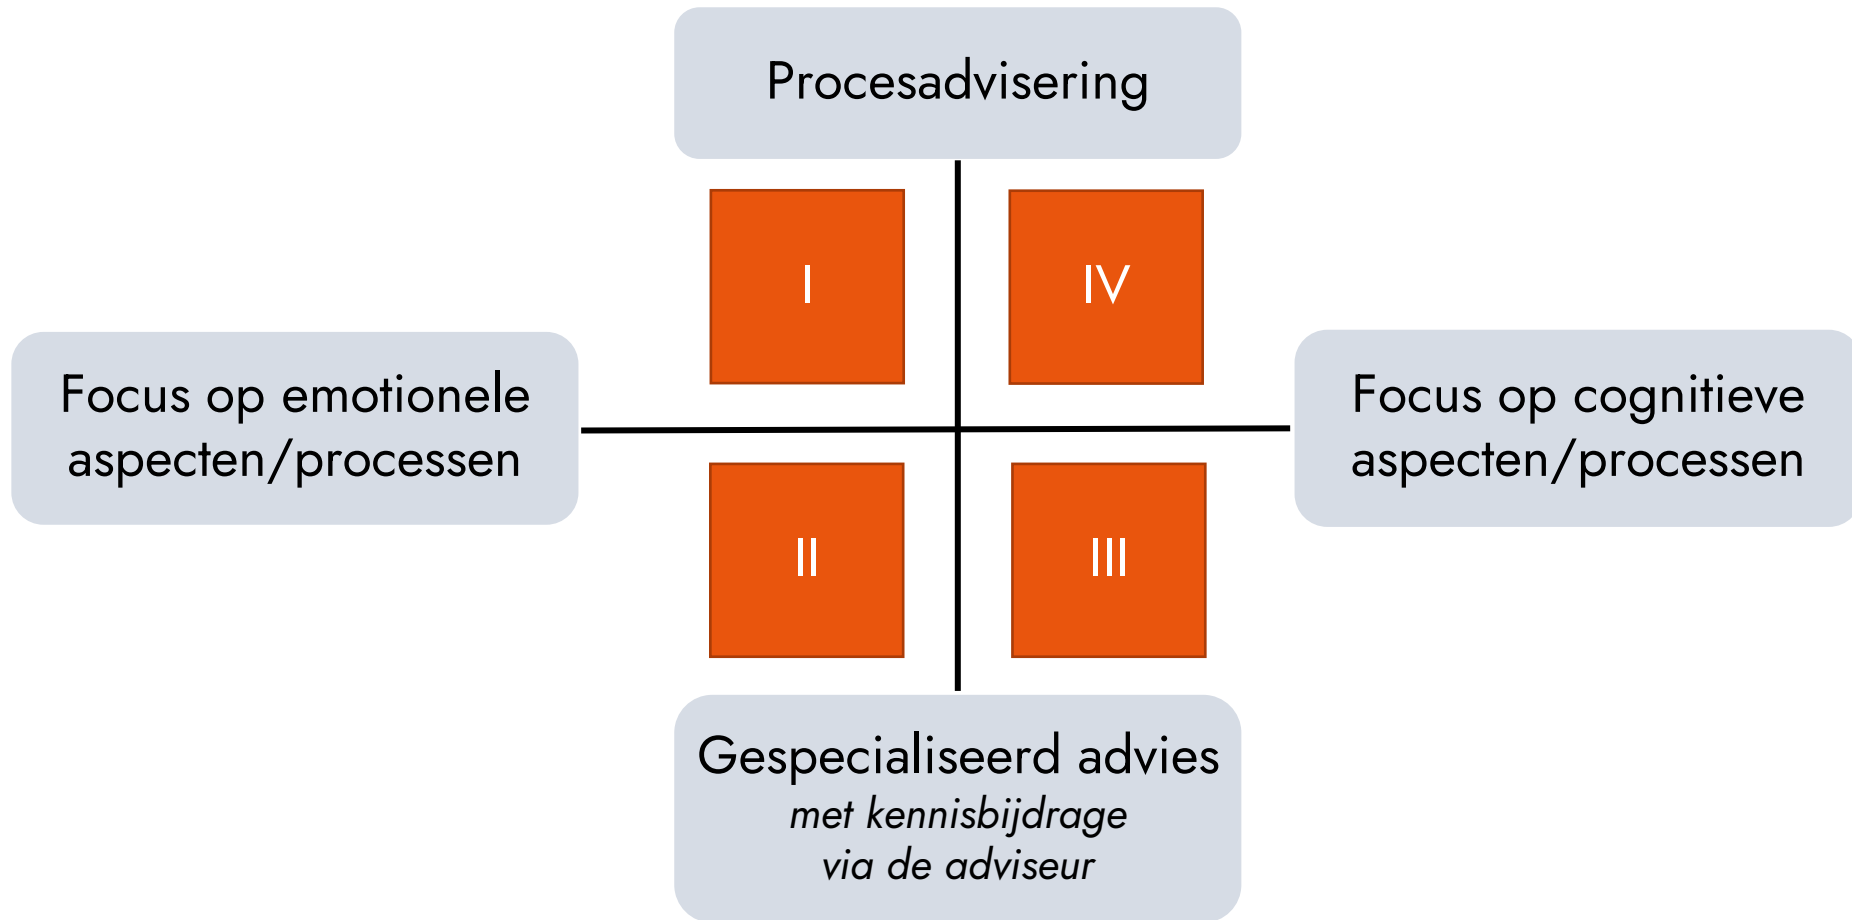 Procesadvisering
I
IV
Focus op emotionele
aspecten/processen
Focus op cognitieve
aspecten/processen
II
III
Gespecialiseerd advies
met kennisbijdrage
via de adviseur